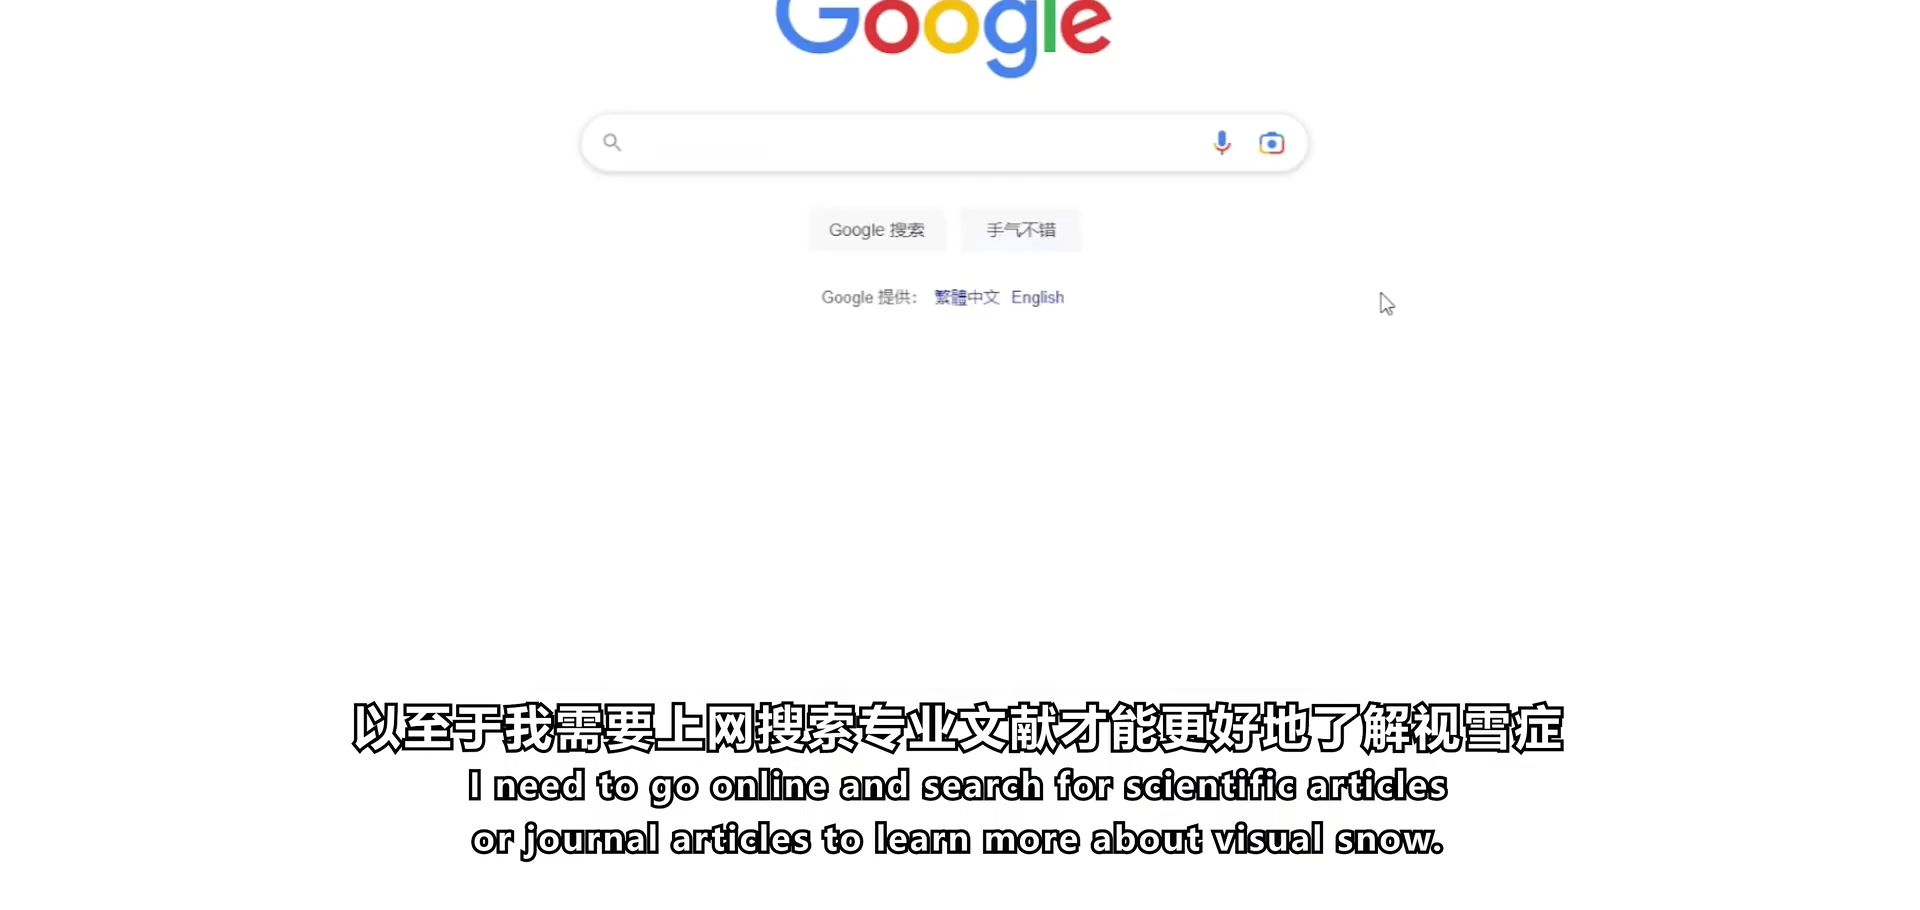 Google
Google 搜索 手气不错
Google 提供： 繁體中文 English
以至于我需要上网搜索专业文献才能更好地了解视雪症
I need to go online and search for scientific articles
or journal articles to learn more about visual snow.